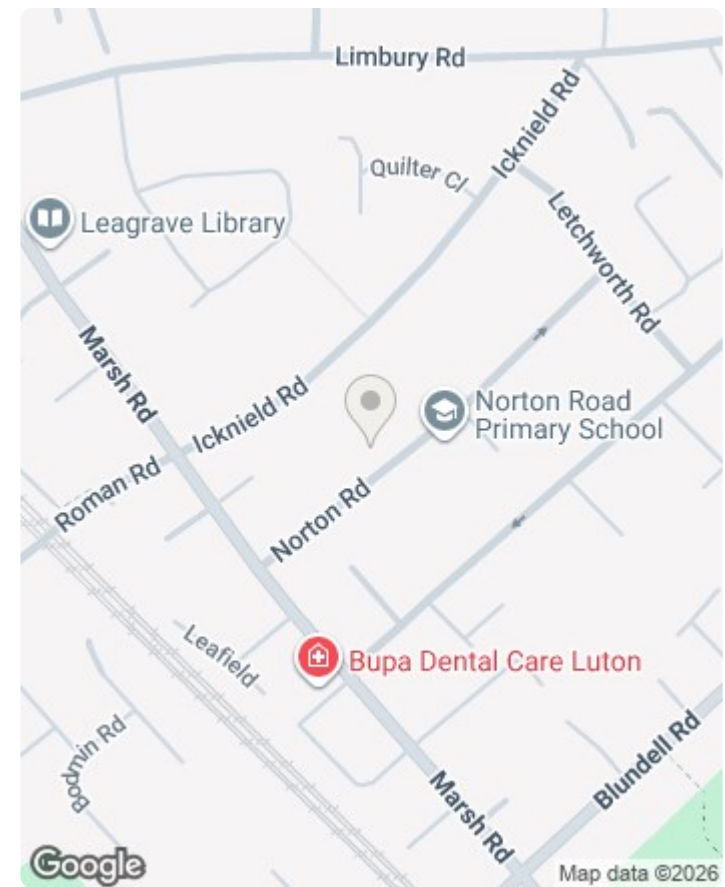 Limbury Rd
Icknield Rd
Quilter Cl
Leagrave Library
Letchworth Rd
Marsh Rd
Icknield Rd
Norton Road
Primary School
Roman Rd
Norton Rd
Leafield
Bupa Dental Care Luton
Bodmin Rd
Blundell Rd
Marsh Rd
Google
Map data ©2026